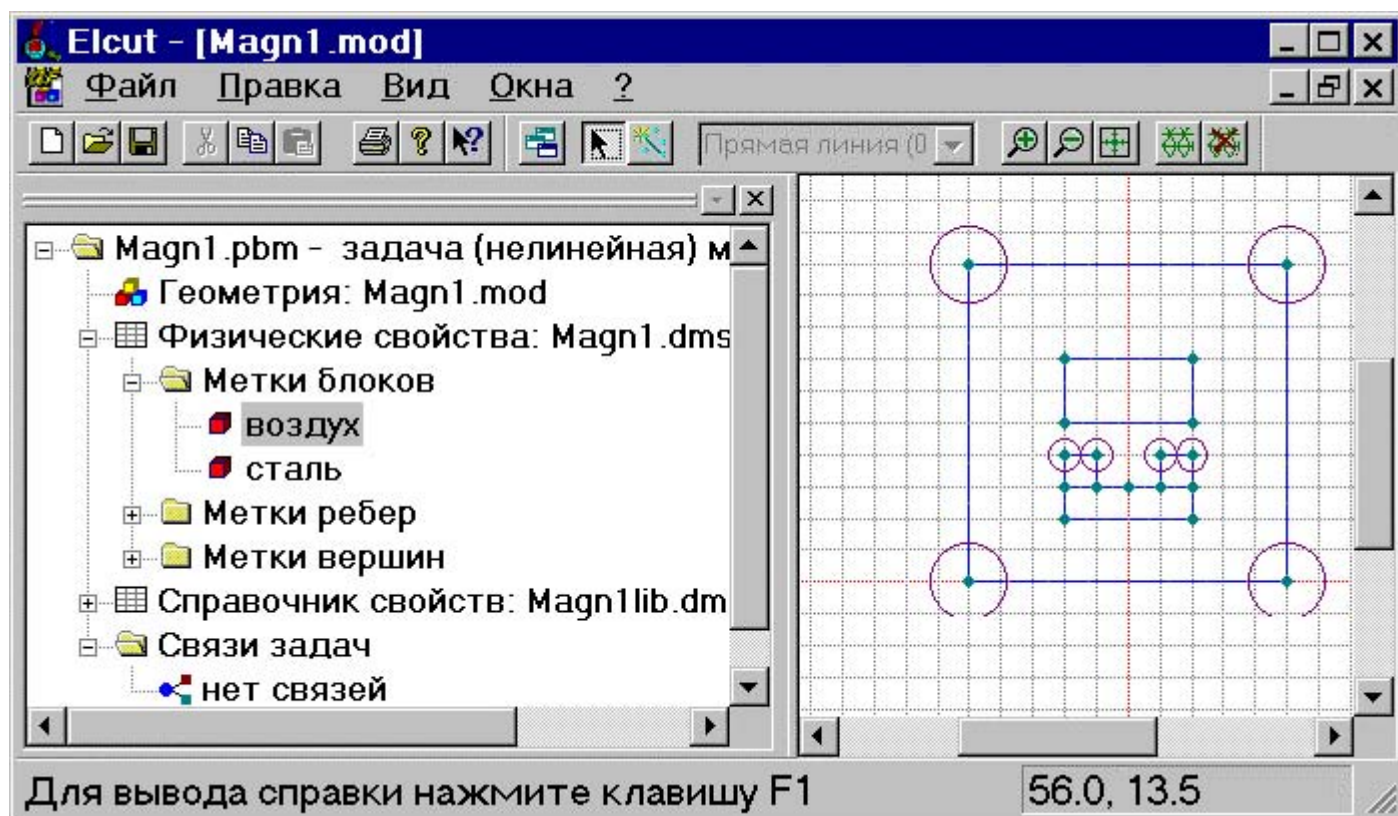 Elcut - [Magn1.mod]
Файл Правка Вид Окна ?
Прямая линия (0
Magn1.pbm - задача (нелинейная) м
Геометрия: Magn1.mod
Физические свойства: Magn1.dms
Метки блоков
воздух
сталь
Метки ребер
Метки вершин
Справочник свойств: Magn1lib.dm
Связи задач
нет связей
Для вывода справки нажмите клавишу F1
56.0, 13.5